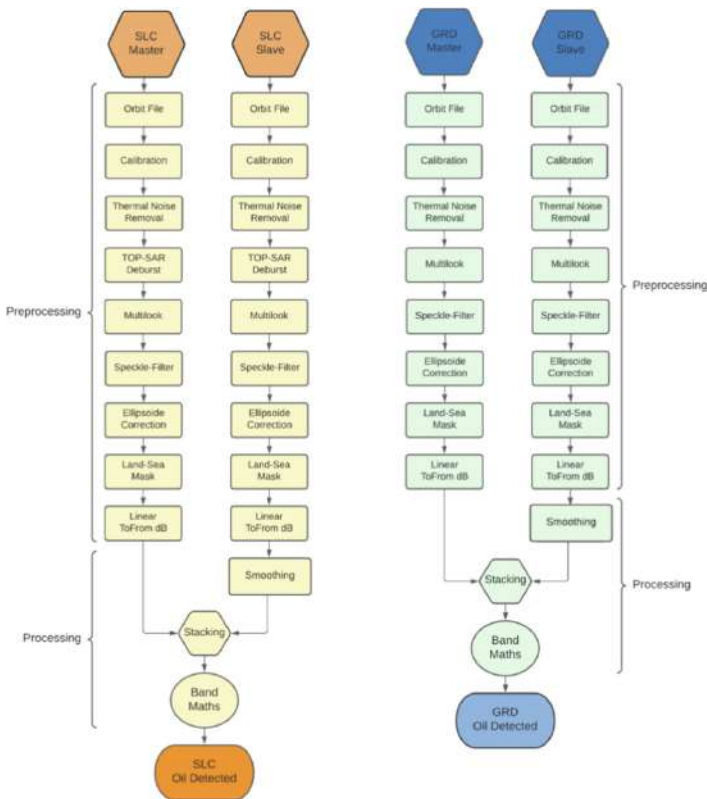 SLC
Master
SLC
Slave
GRD
Master
GRD
Slave
Orbit File
Orbit File
Orbit File
Orbit File
Calibration
Calibration
Calibration
Calibration
Thermal Noise
Removal
Thermal Noise
Removal
Thermal Noise
Removal
Thermal Noise
Removal
TOP-SAR
Deburst
TOP-SAR
Deburst
Multilook
Multilook
Preprocessing
Preprocessing
Multilook
Multilook
Speckle-Filter
Speckle-Filter
Speckle-Filter
Speckle-Filter
Ellipsoide
Correction
Ellipsoide
Correction
Ellipsoide
Correction
Ellipsoide
Correction
Land-Sea
Mask
Land-Sea
Mask
Land-Sea
Mask
Land-Sea
Mask
Linear
ToFrom dB
Linear
ToFrom dB
Linear
ToFrom dB
Linear
ToFrom dB
Smoothing
Smoothing
Stacking
Processing
Processing
Stacking
Band
Maths
Band
Maths
GRD
Oil Detected
SLC
Oil Detected